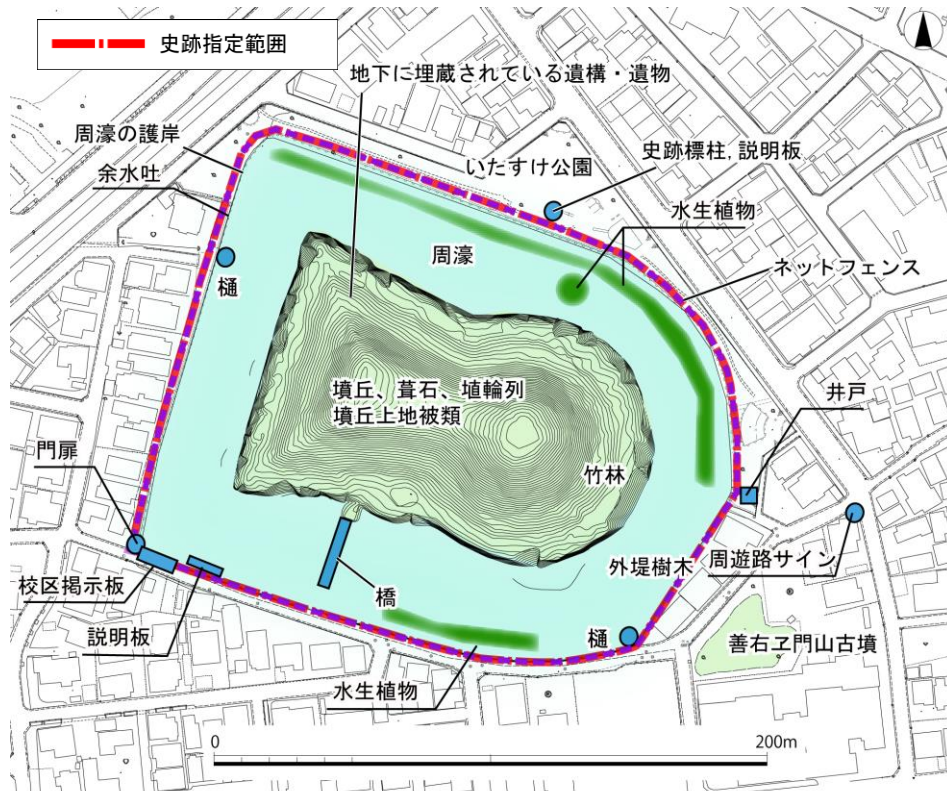 史跡指定範囲
地下に埋蔵されている遺構・遺物
周濠の護岸
余水吐
いたすけ公園
史跡標柱,説明板
水生植物
周濠
ネットフェンス
樋
墳丘、葺石、埴輪列
墳丘上地被類
井戸
門扉
竹林
外堤樹木
周遊路サイン
校区掲示板
橋
説明板
樋
善右ヱ門山古墳
水生植物
0
200m